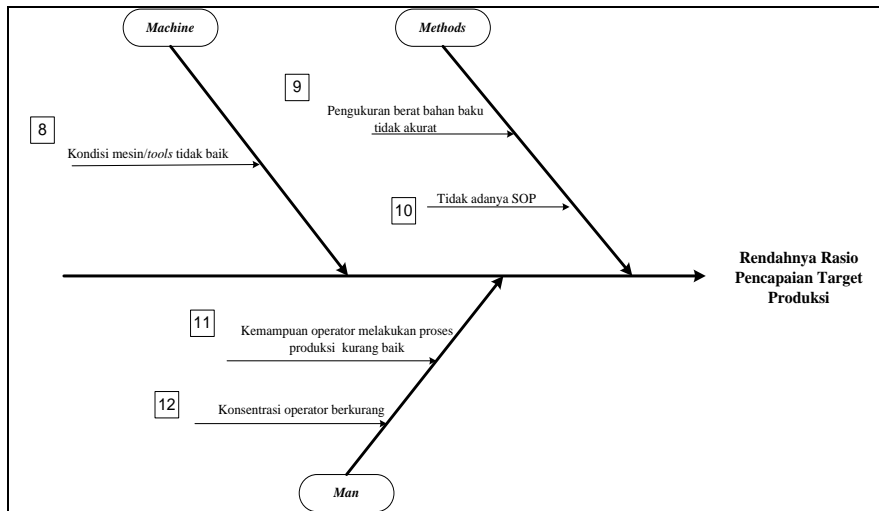 Machine
Methods
9
Pengukuran berat bahan baku
tidak akurat
8
Kondisi mesin/tools tidak baik
10
Tidak adanya SOP
Rendahnya Rasio
Pencapaian Target
Produksi
11
Kemampuan operator melakukan proses
produksi kurang baik
12
Konsentrasi operator berkurang
Man